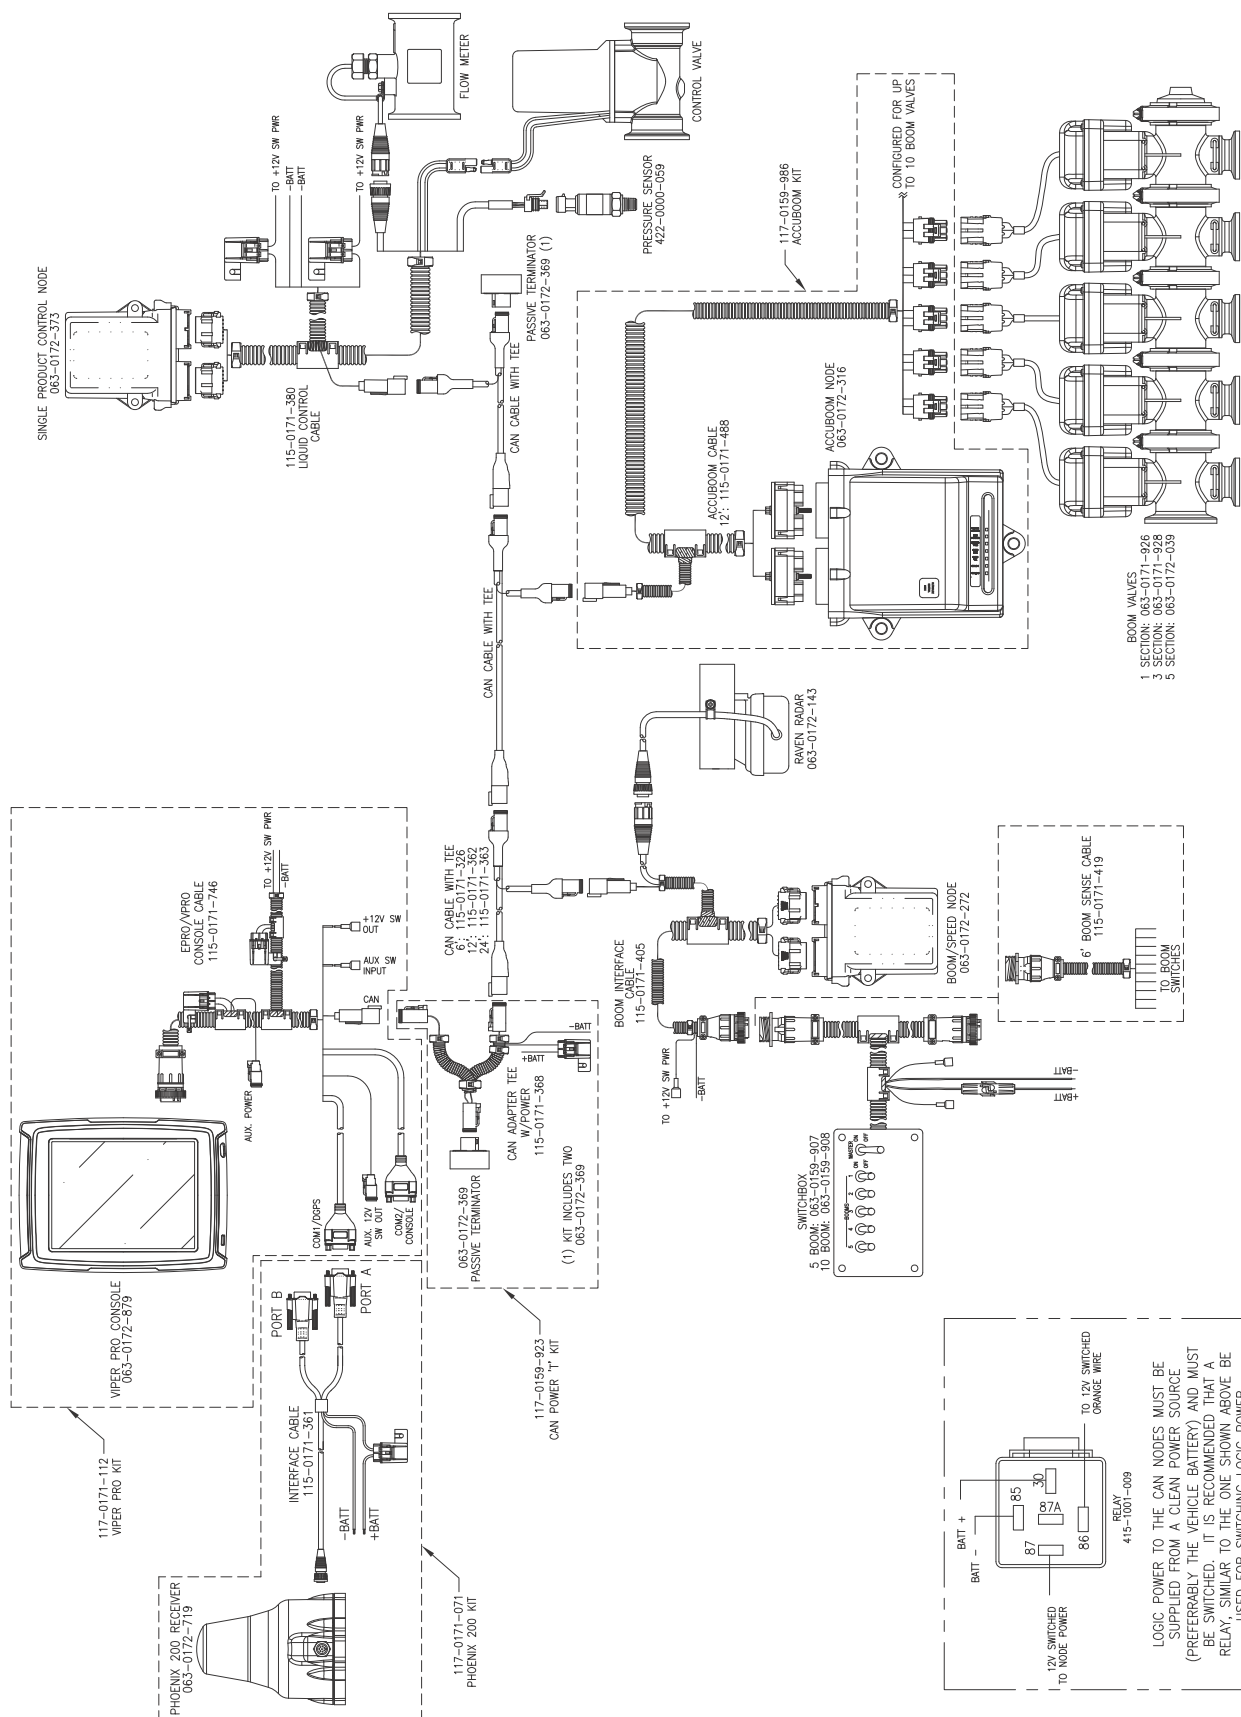 SINGLE PRODUCT CONTROL NODE
063-0172-373
TO +12V SW PWR
-BATT
-BATT
TO +12V SW PWR
FLOW METER
CONTROL VALVE
PRESSURE SENSOR
422-0000-059
115-0171-380
LIQUID CONTROL
CABLE
PASSIVE TERMINATOR
063-0172-369 (1)
CAN CABLE WITH TEE
117-0159-986
ACCUBOOM KIT
CONFIGURED FOR UP
TO 10 BOOM VALVES
ACCUBOOM CABLE
12': 115-0171-488
ACCUBOOM NODE
063-0172-316
BOOM VALVES
1 SECTION: 063-0171-926
3 SECTION: 063-0171-928
5 SECTION: 063-0172-039
CAN CABLE WITH TEE
RAVEN RADAR
063-0172-143
EPRO/VPRO
CONSOLE CABLE
115-0171-746
TO +12V SW PWR
-BATT
+12V SW
OUT
AUX SW
INPUT
CAN
AUX. POWER
CAN CABLE WITH TEE
6': 115-0171-326
12': 115-0171-362
24': 115-0171-363
BOOM INTERFACE
CABLE
115-0171-405
BOOM/SPEED NODE
063-0172-272
6' BOOM SENSE CABLE
115-0171-419
TO BOOM
SWITCHES
TO +12V SW PWR
-BATT
-BATT
+BATT
CAN ADAPTER TEE
W/POWER
115-0171-368
+BATT
-BATT
063-0172-369
PASSIVE TERMINATOR
(1) KIT INCLUDES TWO
063-0172-369
COM1/DGPS
AUX. 12V
SW OUT
COM2/
CONSOLE
SWITCHBOX
5 BOOM: 063-0159-907
10 BOOM: 063-0159-908
MASTER
ON
OFF
ON
OFF
BOOMS
1
2
3
4
5
VIPER PRO CONSOLE
063-0172-879
117-0171-112
VIPER PRO KIT
PORT B
PORT A
INTERFACE CABLE
115-0171-361
-BATT
+BATT
117-0159-923
CAN POWER "T" KIT
PHOENIX 200 RECEIVER
063-0172-719
117-0171-071
PHOENIX 200 KIT
BATT +
BATT -
85
30
87A
87
86
TO 12V SWITCHED
ORANGE WIRE
12V SWITCHED
TO NODE POWER
RELAY
415-1001-009
LOGIC POWER TO THE CAN NODES MUST BE
SUPPLIED FROM A CLEAN POWER SOURCE
(PREFERRABLY THE VEHICLE BATTERY) AND MUST
BE SWITCHED. IT IS RECOMMENDED THAT A
RELAY, SIMILAR TO THE ONE SHOWN ABOVE BE
USED FOR SWITCHING LOGIC POWER